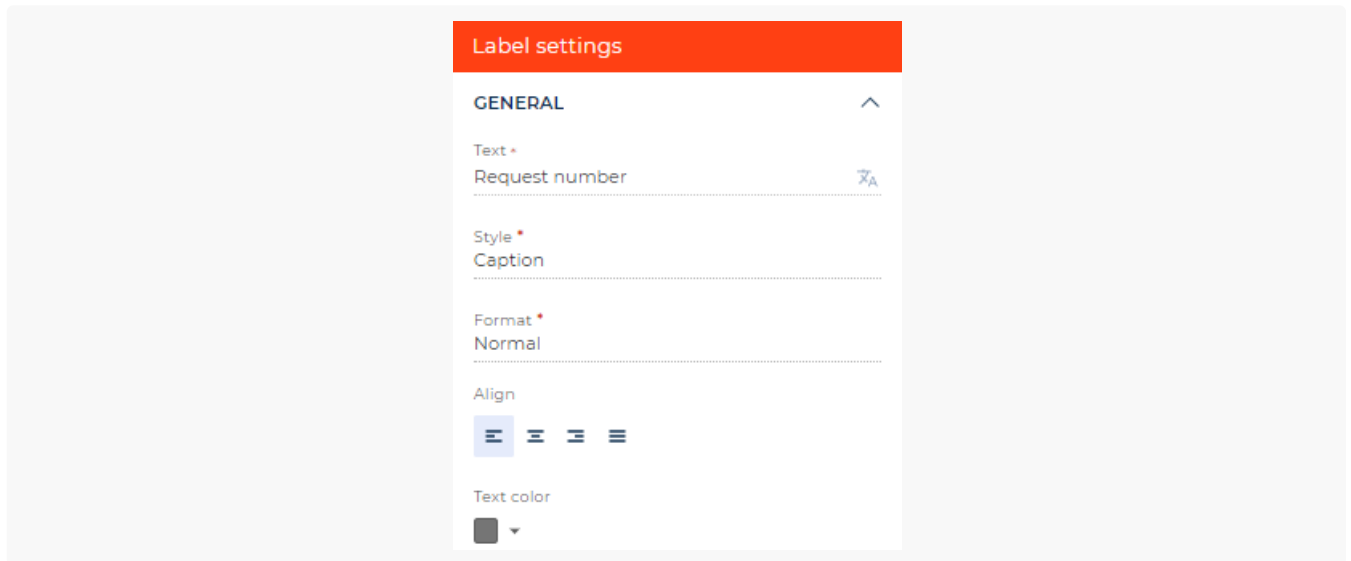 Label settings
GENERAL
Text *
Request number
Style *
Caption
Format *
Normal
Align
Text color